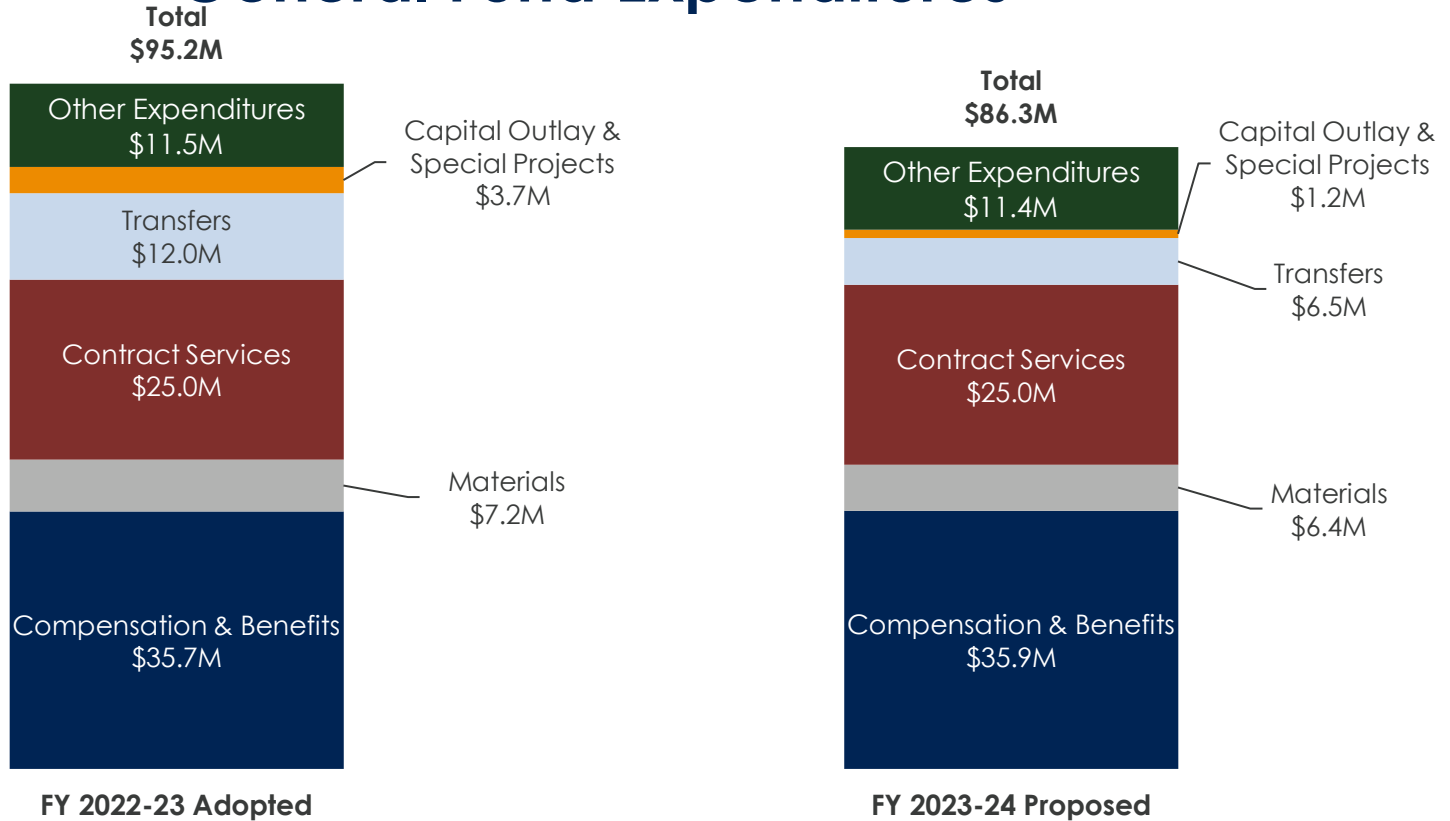 General Fund Expenditures
Total
$95.2M
Other Expenditures
$11.5M
Capital Outlay &
Special Projects
$3.7M
Transfers
$12.0M
Contract Services
$25.0M
Materials
$7.2M
Compensation & Benefits
$35.7M
FY 2022-23 Adopted
Total
$86.3M
Other Expenditures
$11.4M
Capital Outlay &
Special Projects
$1.2M
Transfers
$6.5M
Contract Services
$25.0M
Materials
$6.4M
Compensation & Benefits
$35.9M
FY 2023-24 Proposed